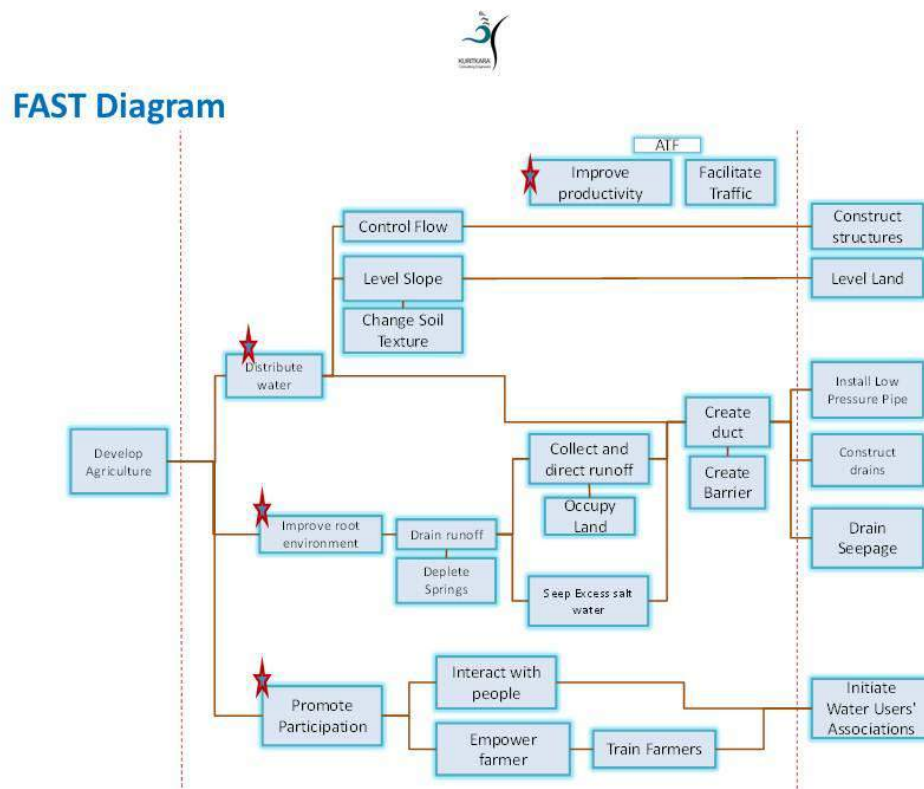 KURITKARA
Consulting Engineers
FAST Diagram
ATF
Improve
productivity
Facilitate
Traffic
Control Flow
Construct
structures
Level Slope
Level Land
Change Soil
Texture
Distribute
water
Install Low
Pressure Pipe
Create
duct
Develop
Agriculture
Collect and
direct runoff
Construct
drains
Create
Barrier
Occupy
Land
Improve root
environment
Drain runoff
Drain
Seepage
Deplete
Springs
Seep Excess salt
water
Interact with
people
Initiate
Water Users'
Associations
Promote
Participation
Empower
farmer
Train Farmers